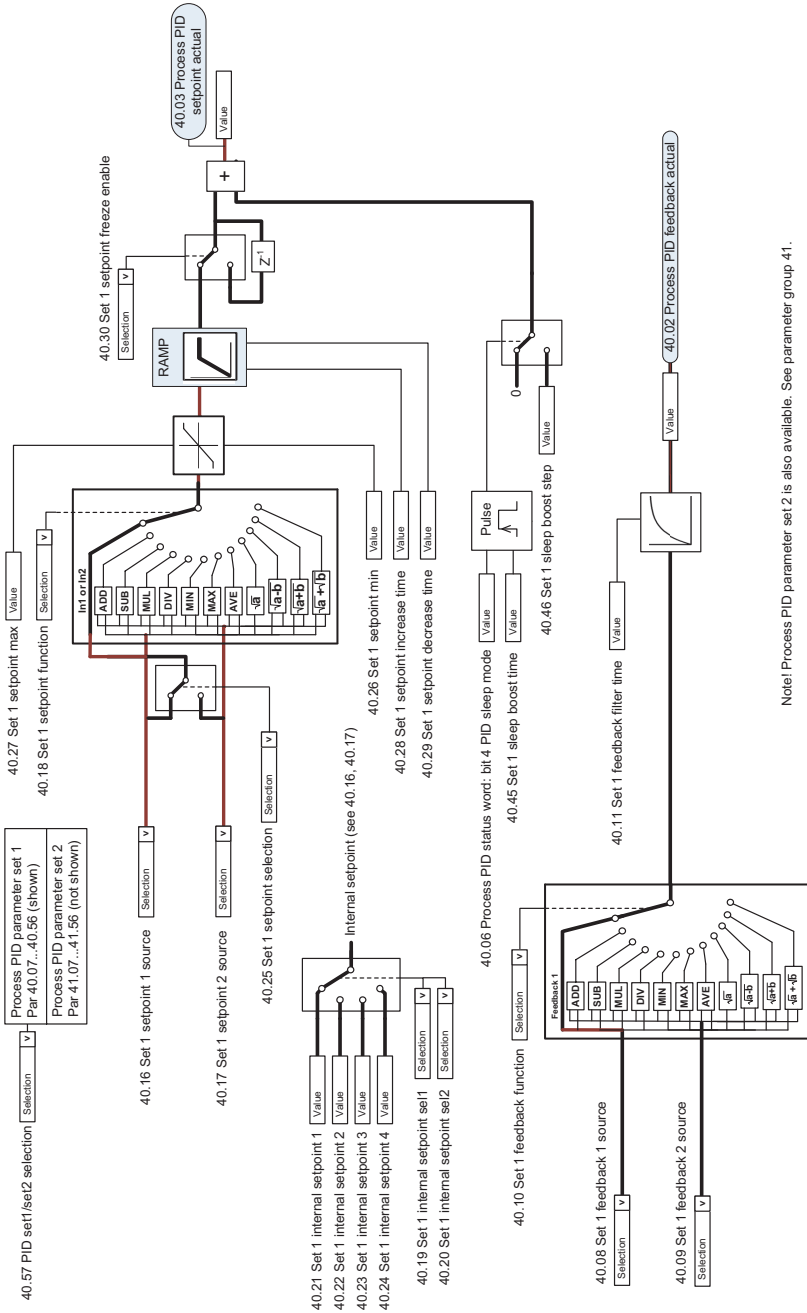 40.57 PID set1/set2 selection
Selection
v
Process PID parameter set 1
Par 40.07...40.56 (shown)
Process PID parameter set 2
Par 41.07...41.56 (not shown)
40.27 Set 1 setpoint max
Value
40.18 Set 1 setpoint function
Selection
v
40.16 Set 1 setpoint 1 source
Selection
v
40.17 Set 1 setpoint 2 source
Selection
v
40.25 Set 1 setpoint selection
Selection
v
In1 or In2
ADD
SUB
MUL
DIV
MIN
MAX
AVE
√a
√a-b
√a+b
√a+√b
RAMP
40.30 Set 1 setpoint freeze enable
Selection
v
Z-1
+
Value
40.03 Process PID
setpoint actual
40.26 Set 1 setpoint min
Value
40.28 Set 1 setpoint increase time
Value
40.29 Set 1 setpoint decrease time
Value
40.21 Set 1 internal setpoint 1
Value
40.22 Set 1 internal setpoint 2
Value
40.23 Set 1 internal setpoint 3
Value
40.24 Set 1 internal setpoint 4
Value
Internal setpoint (see 40.16, 40.17)
40.19 Set 1 internal setpoint sel1
Selection
v
40.20 Set 1 internal setpoint sel2
Selection
v
40.06 Process PID status word: bit 4 PID sleep mode
Value
40.45 Set 1 sleep boost time
Value
Pulse
0
40.46 Set 1 sleep boost step
Value
40.10 Set 1 feedback function
Selection
v
40.08 Set 1 feedback 1 source
Selection
v
40.09 Set 1 feedback 2 source
Selection
v
Feedback 1
ADD
SUB
MUL
DIV
MIN
MAX
AVE
√a
√a-b
√a+b
√a+√b
40.11 Set 1 feedback filter time
Value
Value
40.02 Process PID feedback actual
Note! Process PID parameter set 2 is also available. See parameter group 41.